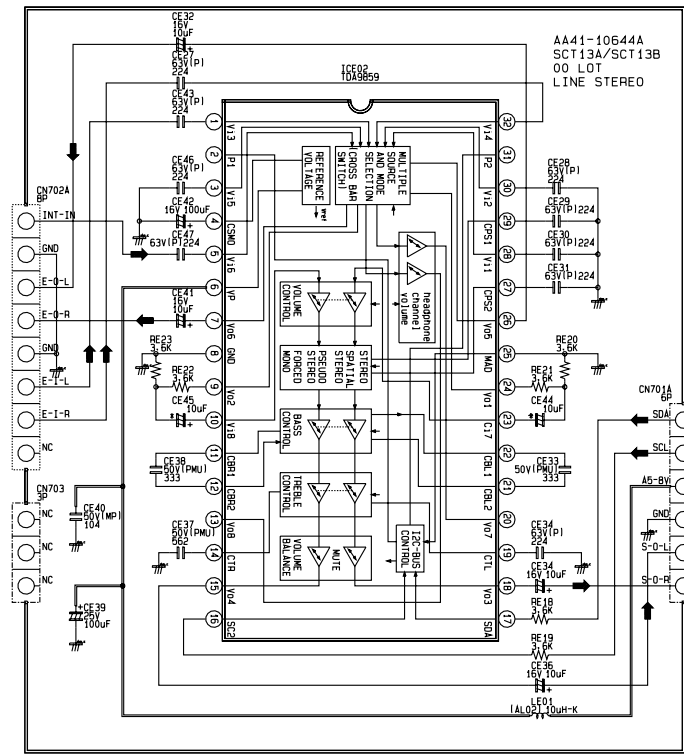 AA41-10644A
SCT13A/SCT13B
00 LOT
LINE STEREO
CE32
16V
10uF
CE27
63V(P)
224
CE43
63V(P)
224
ICE02
TDA9859
CN702A
8P
INT-IN
GND
E-O-L
E-O-R
GND
E-I-L
E-I-R
NC
CN703
3P
NC
NC
NC
CE46
63V(P)
224
CE42
16V 100uF
CE47
63V(P)224
CE41
16V
10uF
RE23
3.6K
RE22
3.6K
CE45
10uF
CE38
50V(PMU)
333
CE40
50V(MP)
104
CE37
50V(PMU)
562
CE39
25V
100uF
1 Vi3
2 P1
3 Vi5
4 CSMO
5 Vi6
6 VP
7 Vo6
8 GND
9 Vo2
10 Vi8
11 CBR1
12 CBR2
13 Vo8
14 CTR
15 Vo4
16 SC2
32 Vi4
31 P2
30 Vi2
29 CPS1
28 Vi1
27 CPS2
26 Vo5
25 MAD
24 Vo1
23 Ci7
22 CBL1
21 CBL2
20 Vo7
19 CTL
18 Vo3
17 SDA
REFERENCE
VOLTAGE
Vref
MULTIPLE
SOURCE
AND MODE
SELECTION
(CROSS BAR
SWITCH)
headphone
channel
volume
VOLUME
CONTROL
STEREO
SPATIAL
STEREO
PSEUDO
STEREO
FORCED
MONO
BASS
CONTROL
TREBLE
CONTROL
VOLUME
BALANCE
MUTE
I2C-BUS
CONTROL
CE28
63V(P)
224
CE29
63V(P)224
CE30
63V(P)224
CE31
63V(P)224
RE20
3.6K
RE21
3.6K
CE44
10uF
CE33
50V(PMU)
333
CE34
63V(P)
224
CE34
16V 10uF
RE18
3.6K
RE19
3.6K
CE36
16V 10uF
LE01
(AL02)10uH-K
CN701A
6P
SDA
SCL
A5-8V
GND
S-O-L
S-O-R